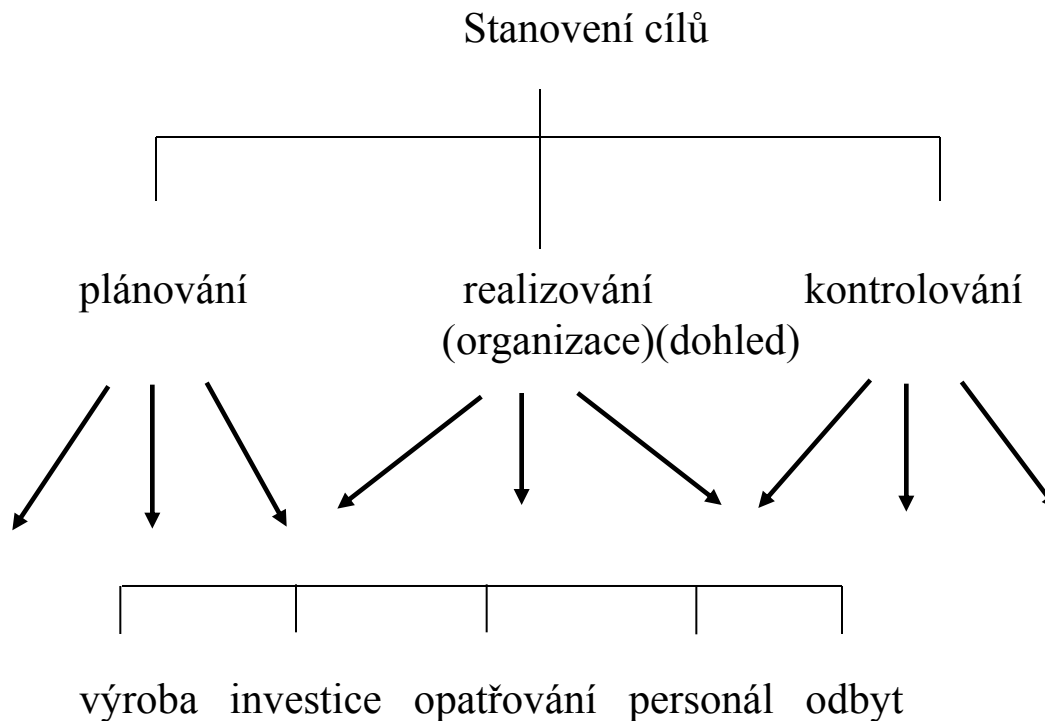 Stanovení cílů
plánování realizování kontrolování
(organizace)(dohled)
výroba investice opatřování personál odbyt